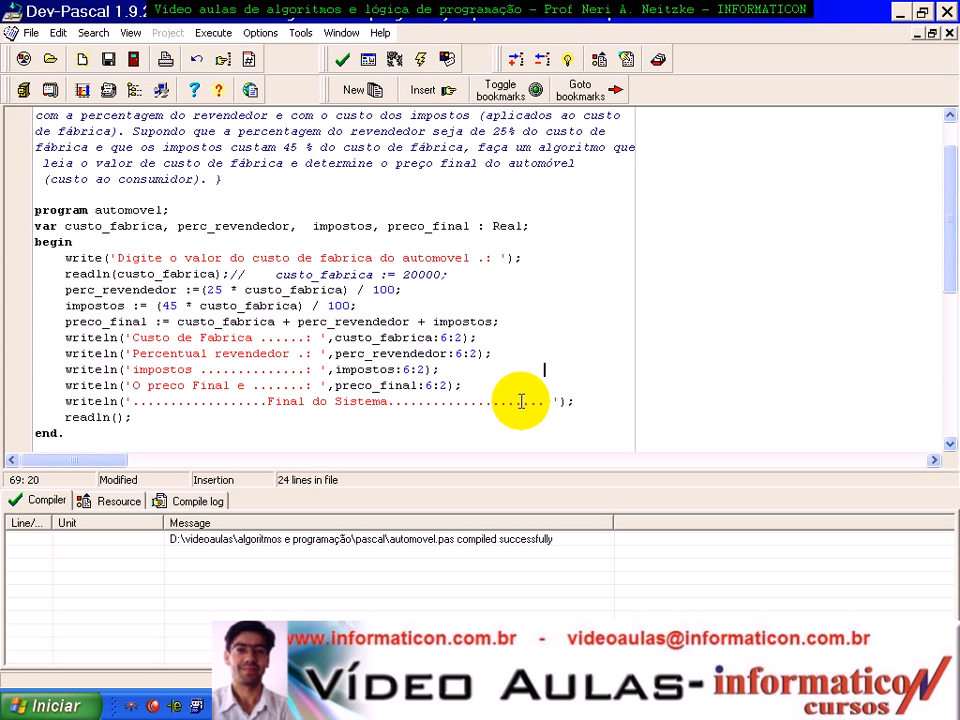 Dev-Pascal 1.9.2
Video aulas de algoritmos e lógica de programação - Prof Neri A. Neitzke - INFORMATICON
File Edit Search View Project Execute Options Tools Window Help
New Insert Toggle bookmarks Goto bookmarks
com a percentagem do revendedor e com o custo dos impostos (aplicados ao custo
de fábrica). Supondo que a percentagem do revendedor seja de 25% do custo de
fábrica e que os impostos custam 45 % do custo de fábrica, faça um algoritmo que
leia o valor de custo de fábrica e determine o preço final do automóvel
(custo ao consumidor). }
program automovel;
var custo_fabrica, perc_revendedor, impostos, preco_final : Real;
begin
write('Digite o valor do custo de fabrica do automovel .: ');
readln(custo_fabrica);// custo_fabrica := 20000;
perc_revendedor :=(25 * custo_fabrica) / 100;
impostos := (45 * custo_fabrica) / 100;
preco_final := custo_fabrica + perc_revendedor + impostos;
writeln('Custo de Fabrica ......: ',custo_fabrica:6:2);
writeln('Percentual revendedor .: ',perc_revendedor:6:2);
writeln('impostos ..............: ',impostos:6:2);
writeln('O preco Final e .......: ',preco_final:6:2);
writeln('..................Final do Sistema..................... ');
readln();
end.
69: 20 Modified Insertion 24 lines in file
Compiler Resource Compile log
Line/... Unit Message
D:\videoaulas\algoritmos e programação\pascal\automovel.pas compiled successfully
www.informaticon.com.br - videoaulas@informaticon.com.br
VÍDEO AULAS- informaticon
cursos
Iniciar